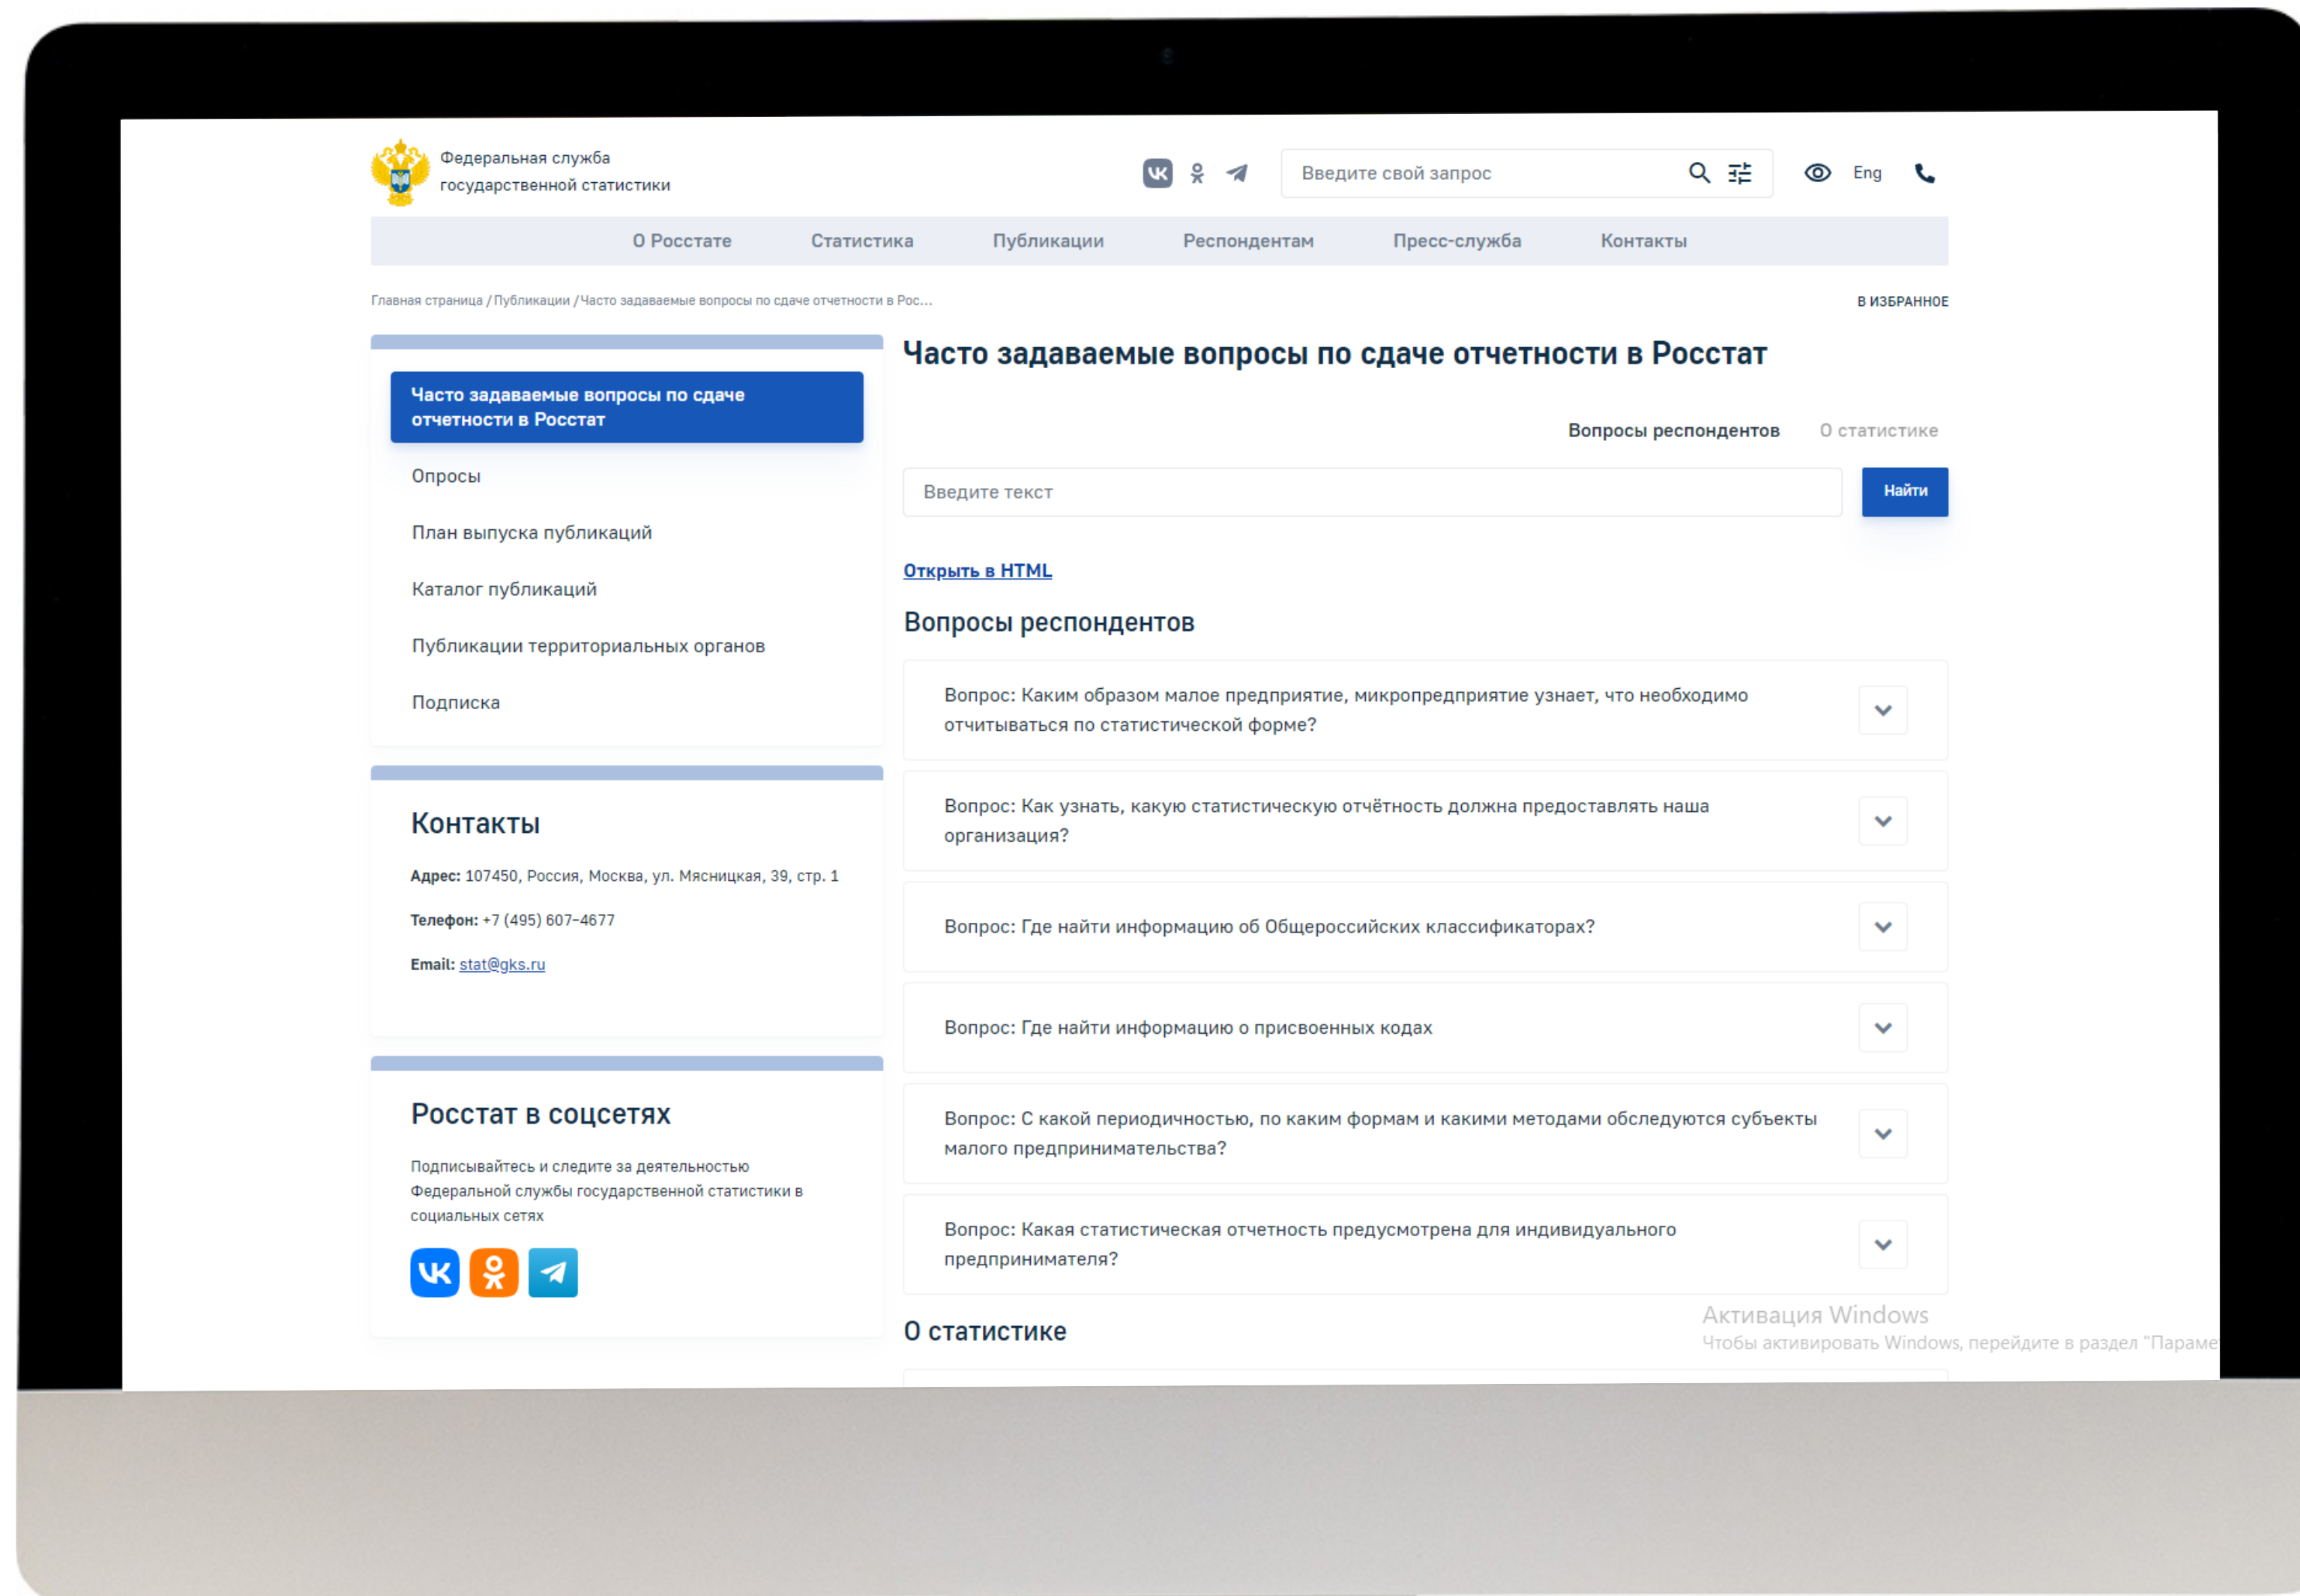 Федеральная служба
государственной статистики
Введите свой запрос
Eng
О Росстате Статистика Публикации Респондентам Пресс-служба Контакты
Главная страница / Публикации / Часто задаваемые вопросы по сдаче отчетности в Рос...
В ИЗБРАННОЕ
Часто задаваемые вопросы по сдаче
отчетности в Росстат
Опросы
План выпуска публикаций
Каталог публикаций
Публикации территориальных органов
Подписка
Контакты
Адрес: 107450, Россия, Москва, ул. Мясницкая, 39, стр. 1
Телефон: +7 (495) 607-4677
Email: stat@gks.ru
Росстат в соцсетях
Подписывайтесь и следите за деятельностью
Федеральной службы государственной статистики в
социальных сетях
Часто задаваемые вопросы по сдаче отчетности в Росстат
Вопросы респондентов О статистике
Введите текст
Найти
Открыть в HTML
Вопросы респондентов
Вопрос: Каким образом малое предприятие, микропредприятие узнает, что необходимо
отчитываться по статистической форме?
Вопрос: Как узнать, какую статистическую отчётность должна предоставлять наша
организация?
Вопрос: Где найти информацию об Общероссийских классификаторах?
Вопрос: Где найти информацию о присвоенных кодах
Вопрос: С какой периодичностью, по каким формам и какими методами обследуются субъекты
малого предпринимательства?
Вопрос: Какая статистическая отчетность предусмотрена для индивидуального
предпринимателя?
О статистике
Активация Windows
Чтобы активировать Windows, перейдите в раздел "Параме